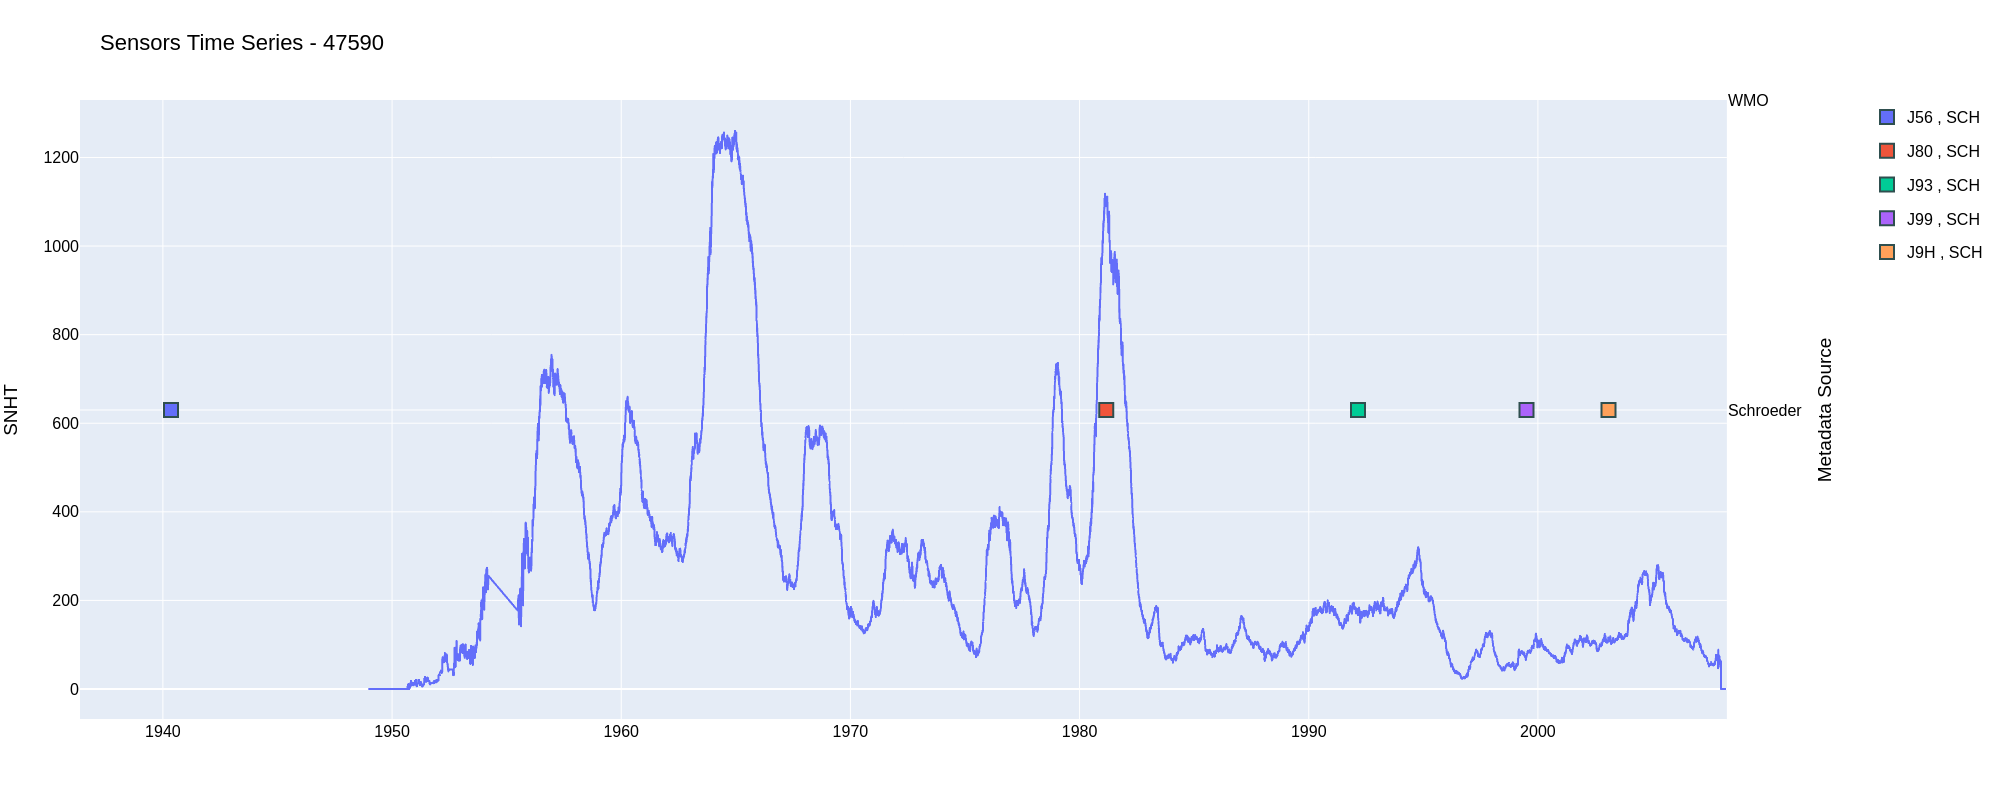 Sensors Time Series - 47590
WMO
J56 , SCH
J80 , SCH
J93 , SCH
J99 , SCH
J9H , SCH
1200
1000
800
600
400
200
0
SNHT
Schroeder
Metadata Source
1940
1950
1960
1970
1980
1990
2000